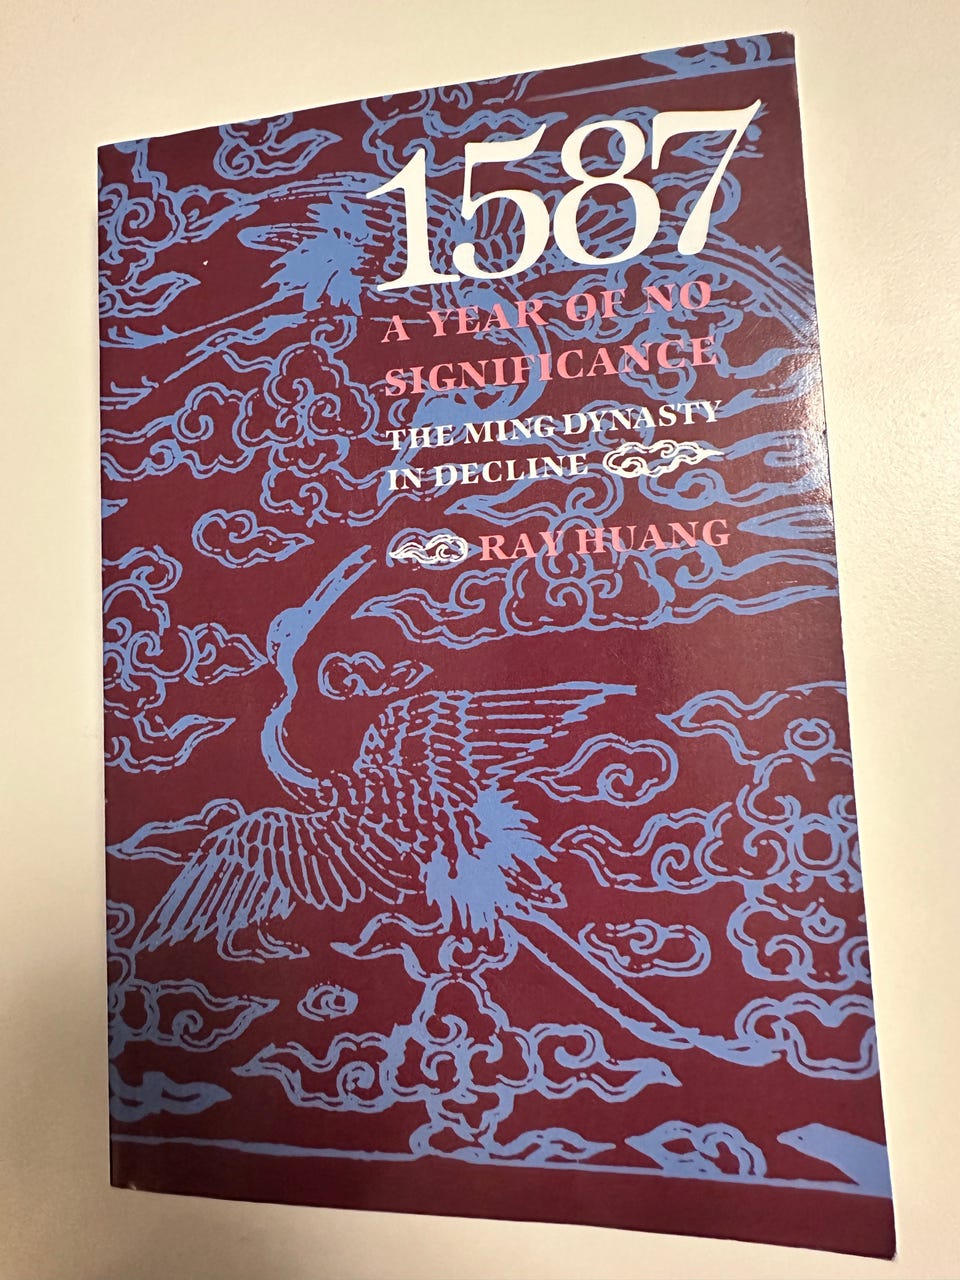 1587
A YEAR OF NO
SIGNIFICANCE
THE MING DYNASTY
IN DECLINE
RAY HUANG